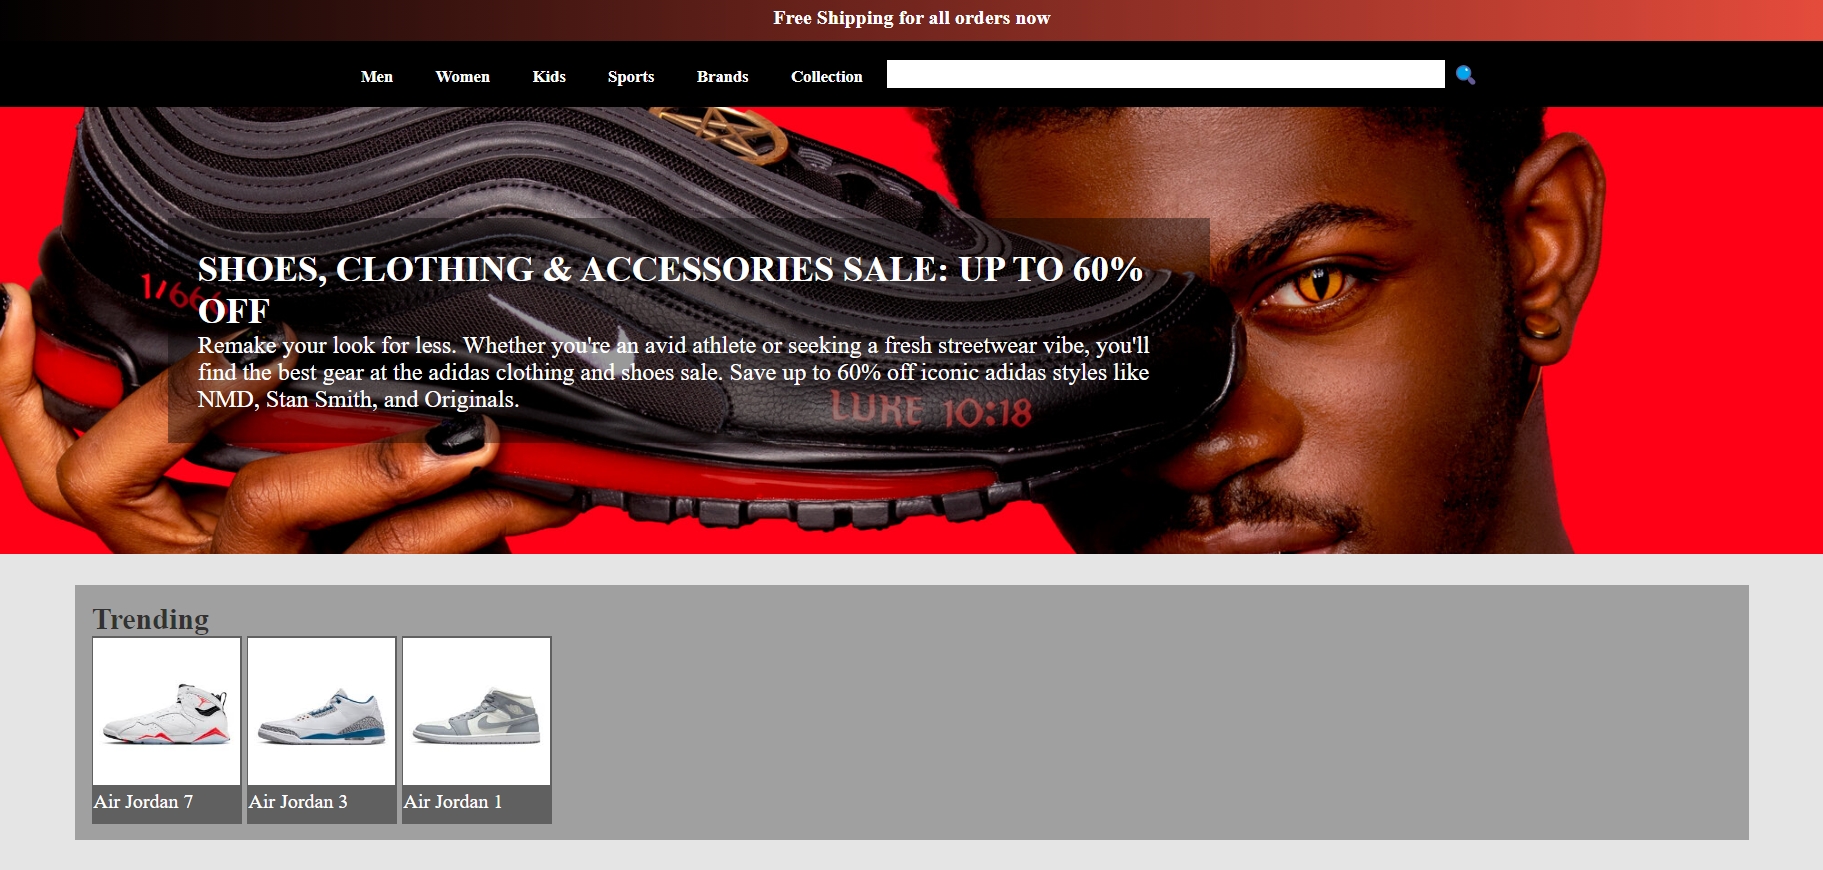 Free Shipping for all orders now
Men Women Kids Sports Brands Collection
SHOES, CLOTHING & ACCESSORIES SALE: UP TO 60%
OFF
Remake your look for less. Whether you're an avid athlete or seeking a fresh streetwear vibe, you'll
find the best gear at the adidas clothing and shoes sale. Save up to 60% off iconic adidas styles like
NMD, Stan Smith, and Originals.
1/666
LUKE 10:18
Trending
Air Jordan 7
Air Jordan 3
Air Jordan 1